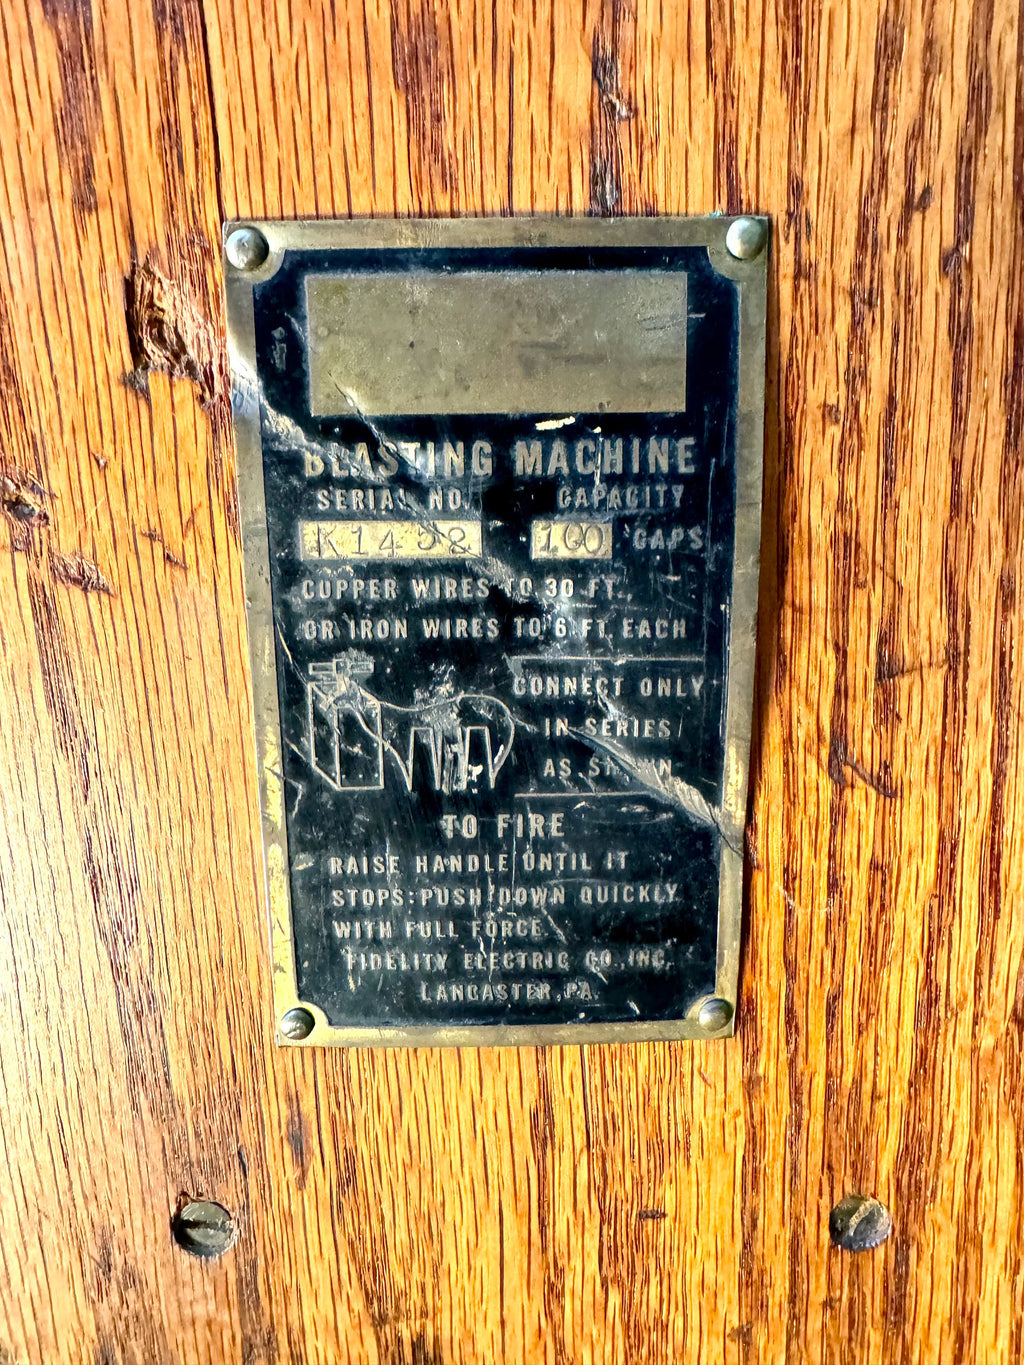 BLASTING MACHINE
SERIAL NO. CAPACITY
100 CAPS
COPPER WIRES TO 30 FT.,
OR IRON WIRES TO 6 FT. EACH
CONNECT ONLY
IN SERIES
AS SHOWN
TO FIRE
RAISE HANDLE UNTIL IT
STOPS: PUSH DOWN QUICKLY
WITH FULL FORCE.
FIDELITY ELECTRIC CO., INC.
LANCASTER, PA.